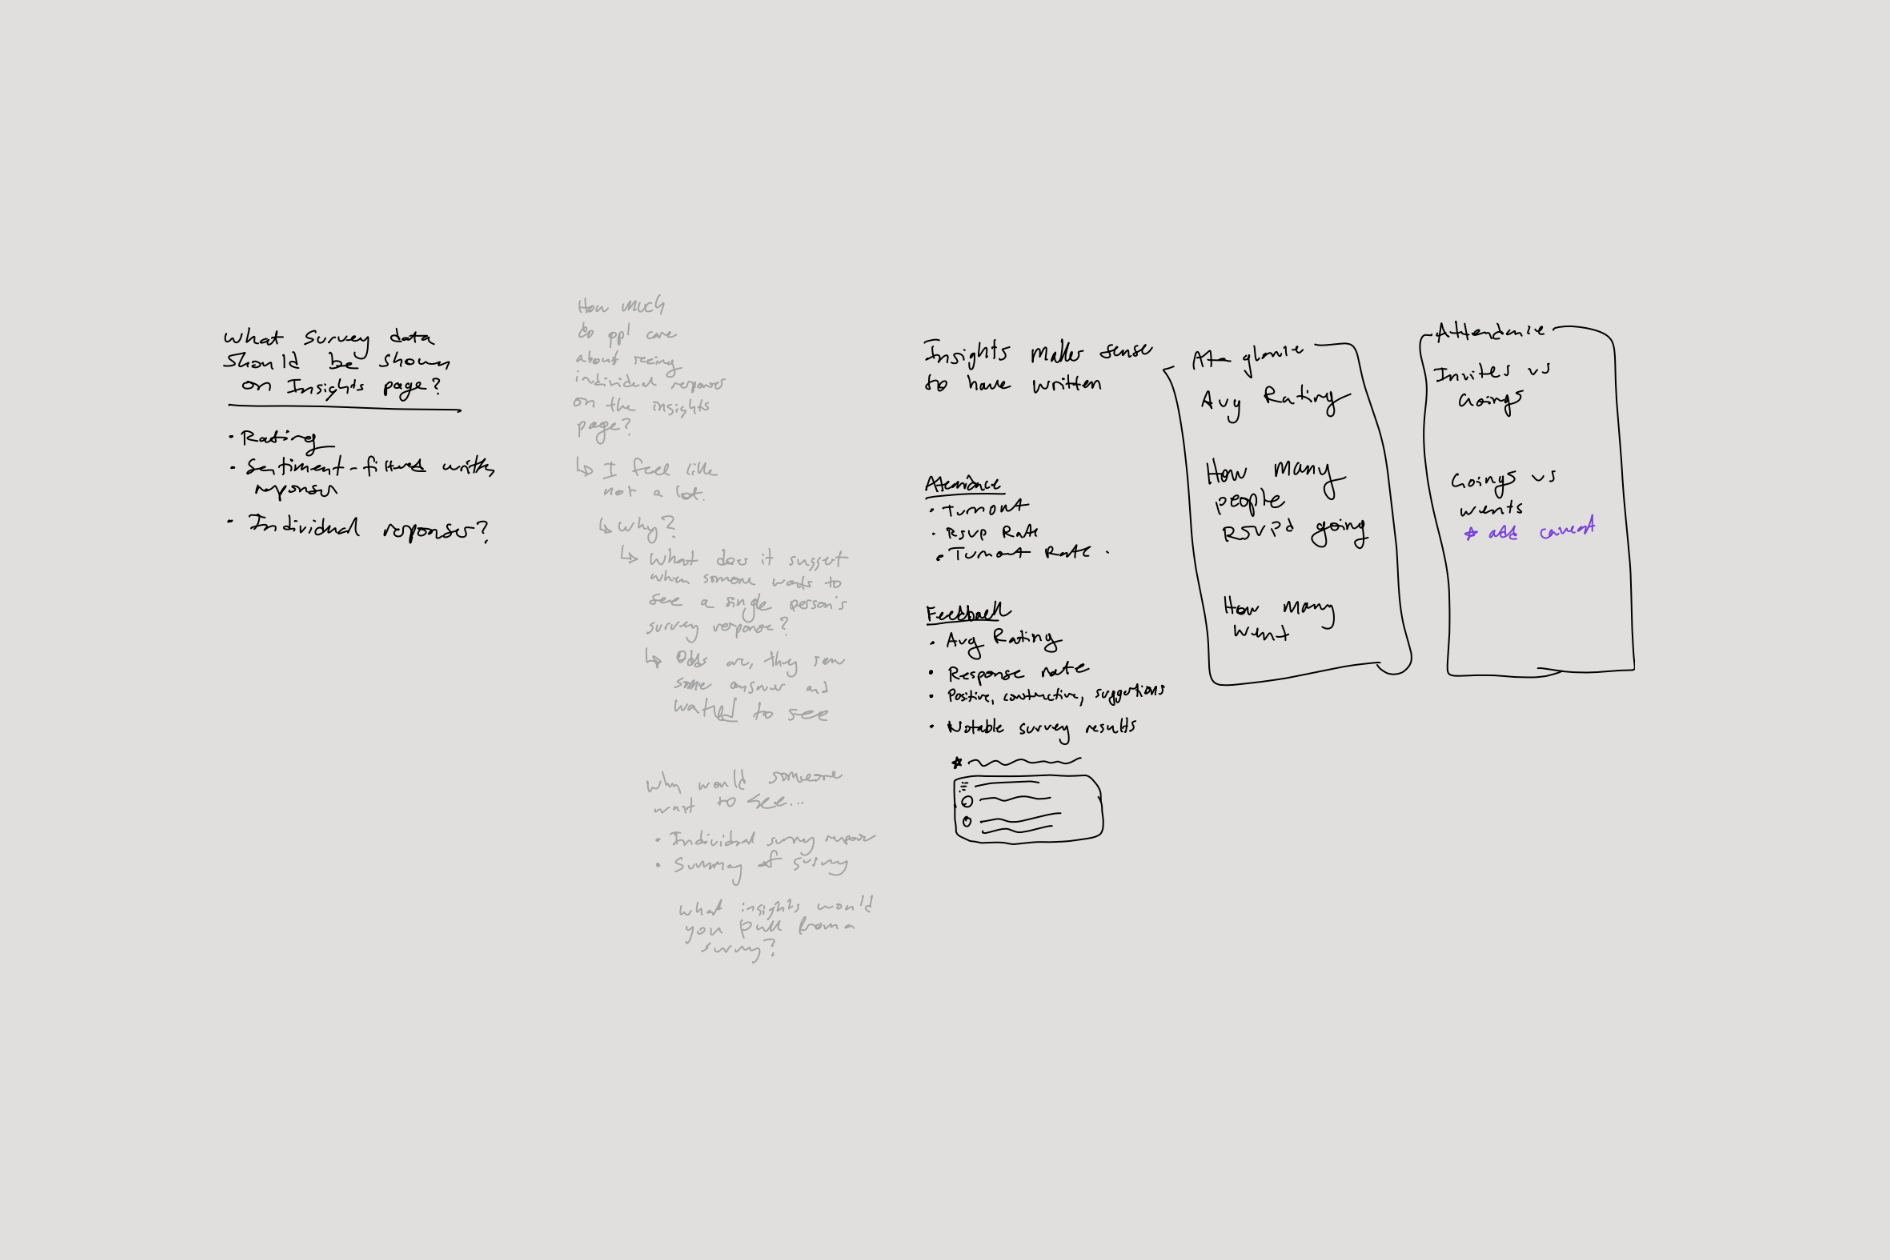 What Survey data
should be shown
on Insights page?
• Rating
• Sentiment-filtered written
responses
• Individual responses?
How much
do ppl care
about seeing
individual responses
on the insights
page?
↳ I feel like
not a lot.
↳ why?
↳ What does it suggest
when someone wants to
see a single person's
survey response?
↳ Odds are, they saw
some answer and
wanted to see
Why would someone
want to see...
• Individual survey response
• Summary of survey
What insights would
you pull from a
survey?
Insights makes sense
to have written
Attendance
• Turnout
• Rsvp Rate
• Turnout Rate.
Feedback
• Avg Rating
• Response rate
• Positive, constructive, suggestions
• Notable survey results
At a glance
Avg Rating
How many
people
RSVP'd going
How many
went
Attendance
Invites vs
Goings
Goings vs
wents
* add caveat